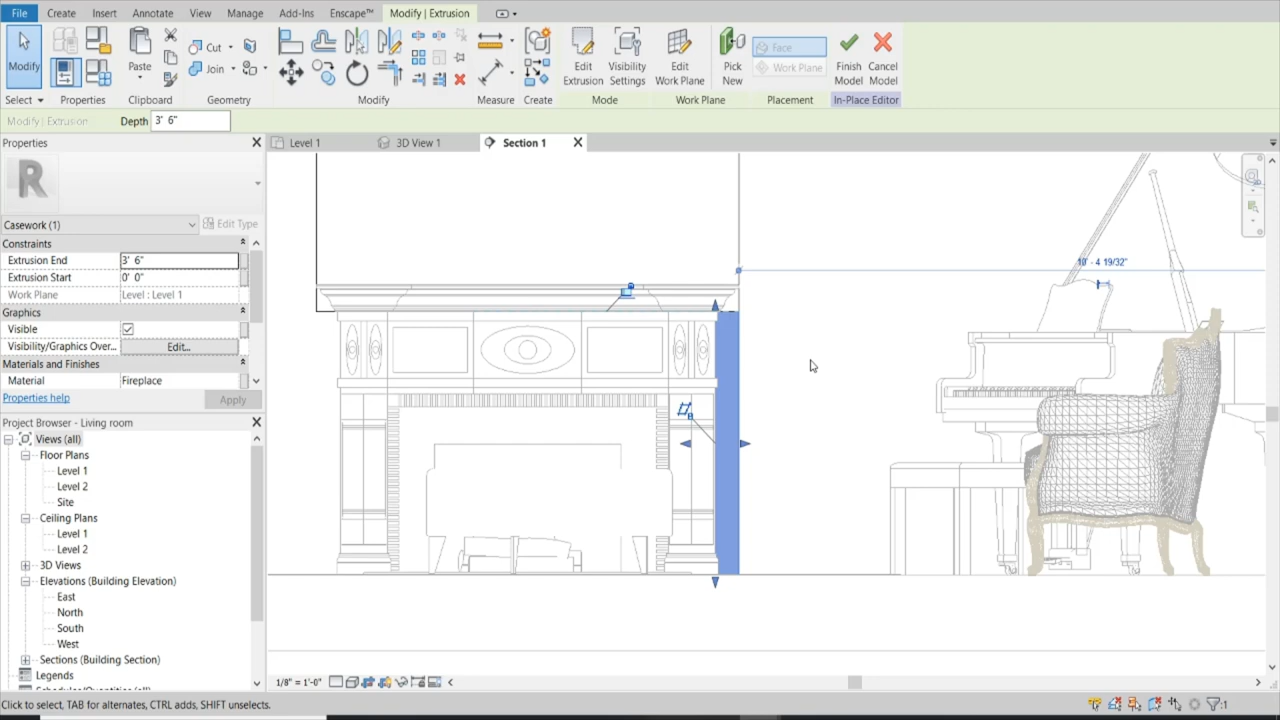 File Create Insert Annotate View Manage Add-Ins Enscape™ Modify | Extrusion
Modify
Paste
Cut
Join
Edit Extrusion
Visibility Settings
Edit Work Plane
Pick New
Face
Work Plane
Finish Model
Cancel Model
Select Properties Clipboard Geometry Modify Measure Create Mode Work Plane Placement In-Place Editor
Modify | Extrusion Depth 3' 6"
Properties
Level 1 3D View 1 Section 1
R
Casework (1) Edit Type
Constraints
Extrusion End 3' 6"
Extrusion Start 0' 0"
Work Plane Level : Level 1
Graphics
Visible
Visibility/Graphics Over... Edit...
Materials and Finishes
Material Fireplace
Properties help Apply
10' - 4 19/32"
Project Browser - Living room
Views (all)
Floor Plans
Level 1
Level 2
Site
Ceiling Plans
Level 1
Level 2
3D Views
Elevations (Building Elevation)
East
North
South
West
Sections (Building Section)
Legends
Schedules/Quantities (all)
1/8" = 1'-0"
Click to select, TAB for alternates, CTRL adds, SHIFT unselects. :1